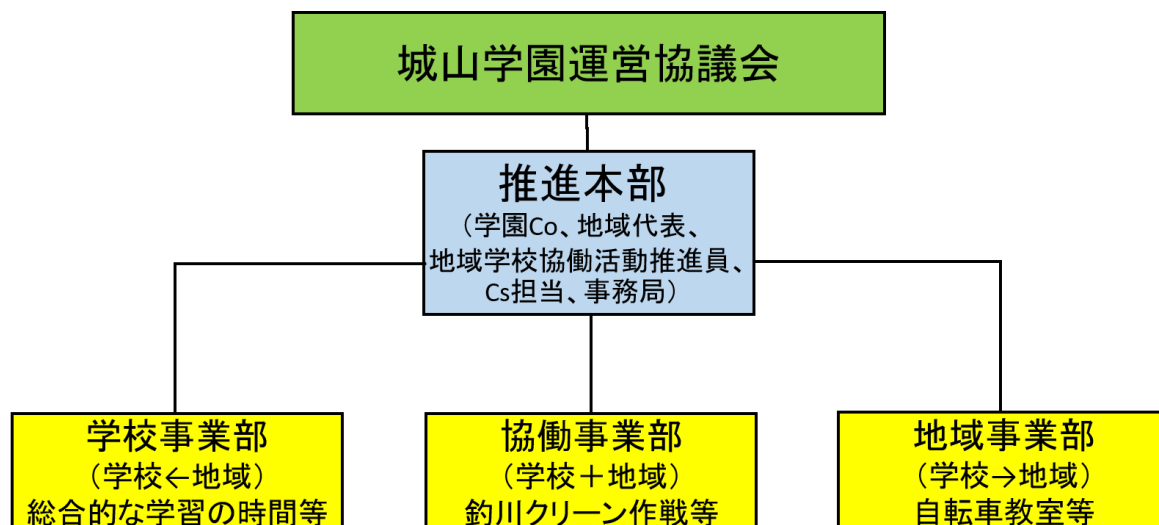 城山学園運営協議会
推進本部
（学園Co、地域代表、
地域学校協働活動推進員、
Cs担当、事務局）
学校事業部
（学校←地域）
総合的な学習の時間等
協働事業部
（学校＋地域）
釣川クリーン作戦等
地域事業部
（学校→地域）
自転車教室等